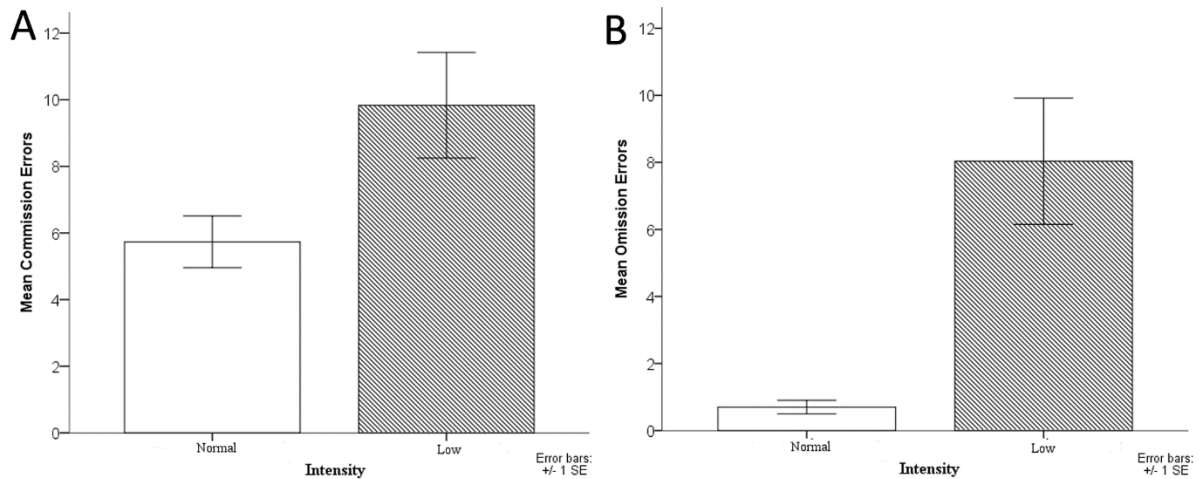 A
Mean Commission Errors
12
10
8
6
4
2
0
Normal
Low
Intensity
Error bars:
+/- 1 SE
B
Mean Omission Errors
12
10
8
6
4
2
0
Normal
Low
Intensity
Error bars:
+/- 1 SE